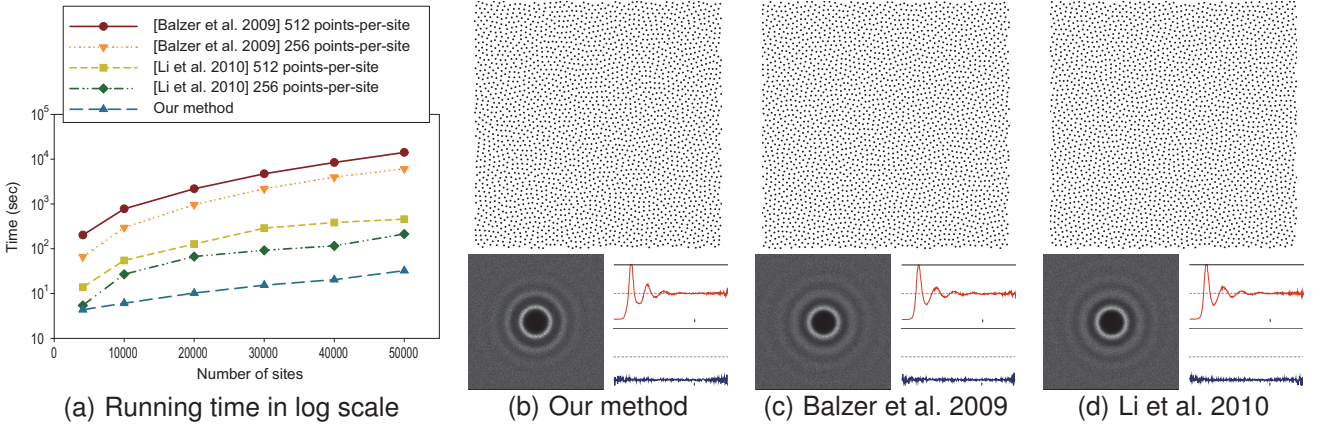 [Balzer et al. 2009] 512 points-per-site
[Balzer et al. 2009] 256 points-per-site
[Li et al. 2010] 512 points-per-site
[Li et al. 2010] 256 points-per-site
Our method
10^5
10^4
10^3
10^2
10^1
10
Time (sec)
0 10000 20000 30000 40000 50000
Number of sites
(a) Running time in log scale
(b) Our method
(c) Balzer et al. 2009
(d) Li et al. 2010